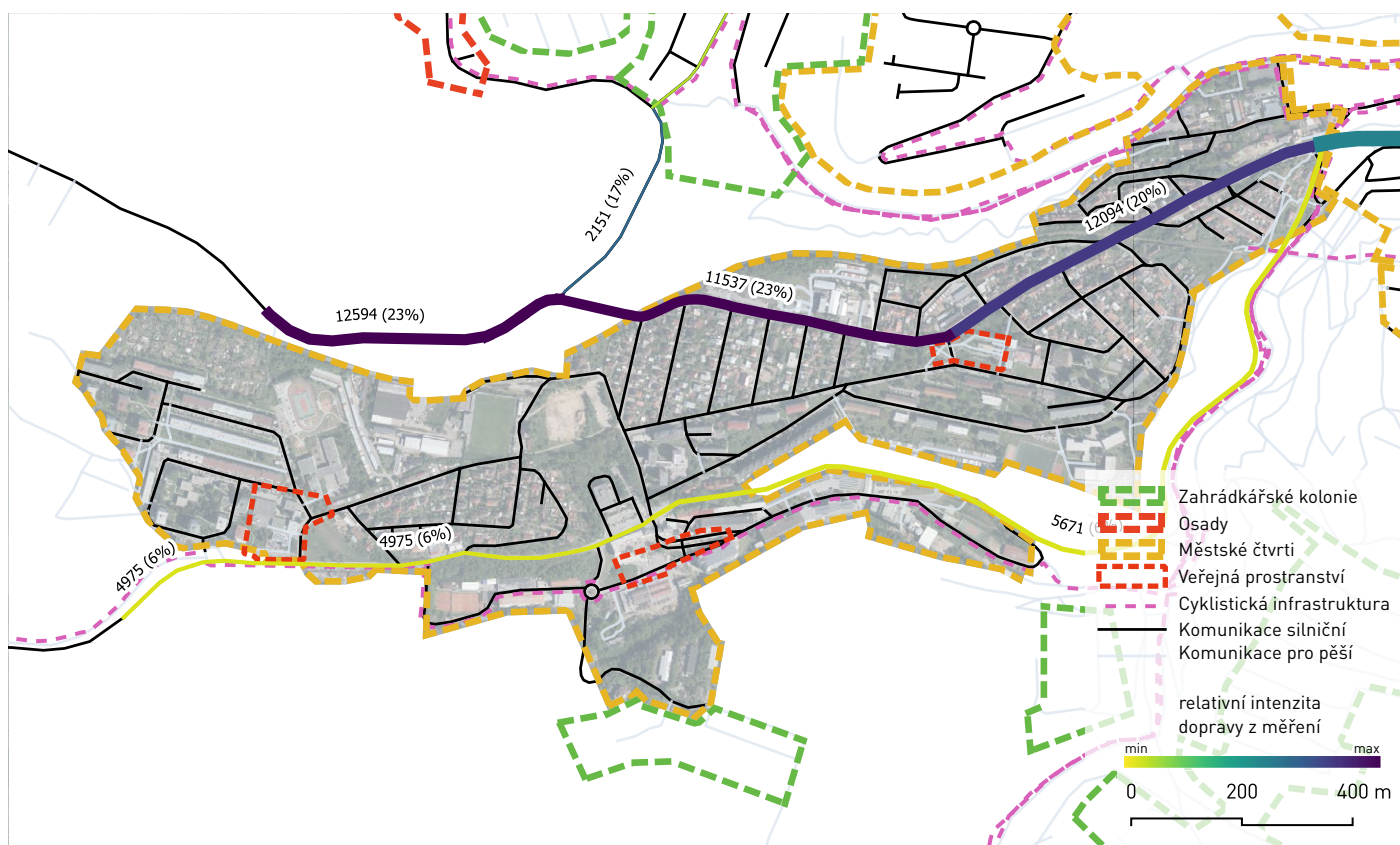 2151 (17%)
12094 (20%)
11537 (23%)
12594 (23%)
4975 (6%)
4975 (6%)
5671
Zahrádkářské kolonie
Osady
Městské čtvrti
Veřejná prostranství
Cyklistická infrastruktura
Komunikace silniční
Komunikace pro pěší
relativní intenzita
dopravy z měření
min max
0 200 400 m